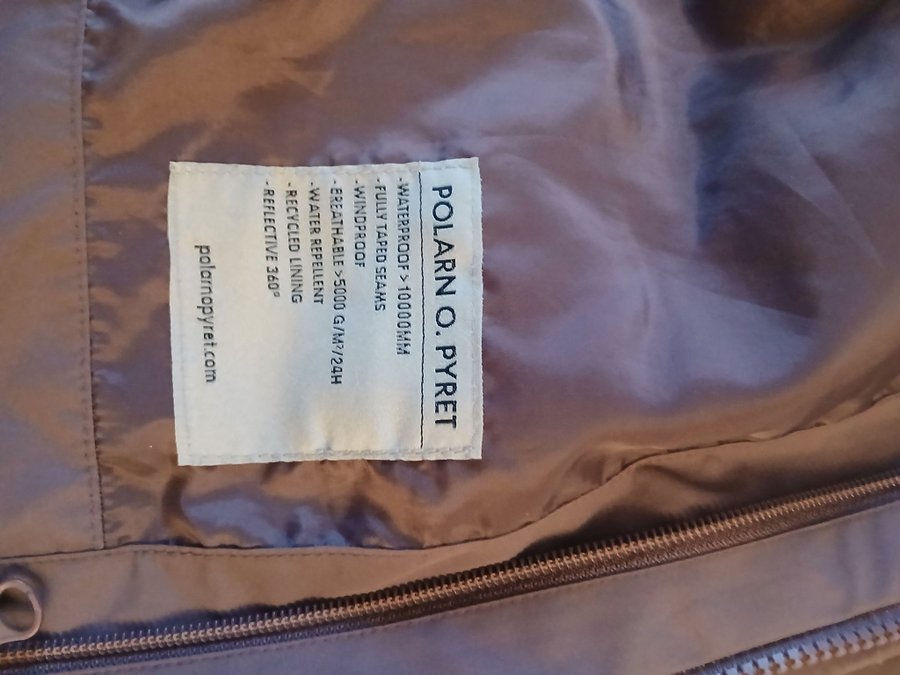 POLARN O. PYRET
-WATERPROOF > 10000MM
-FULLY TAPED SEAMS
-WINDPROOF
-BREATHABLE >5000 G/M²/24H
-WATER REPELLENT
-RECYCLED LINING
-REFLECTIVE 360°
polarnopyret.com